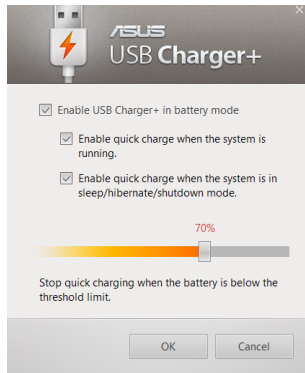 ASUS
USB Charger+
Enable USB Charger+ in battery mode
Enable quick charge when the system is
running.
Enable quick charge when the system is in
sleep/hibernate/shutdown mode.
70%
Stop quick charging when the battery is below the
threshold limit.
OK Cancel